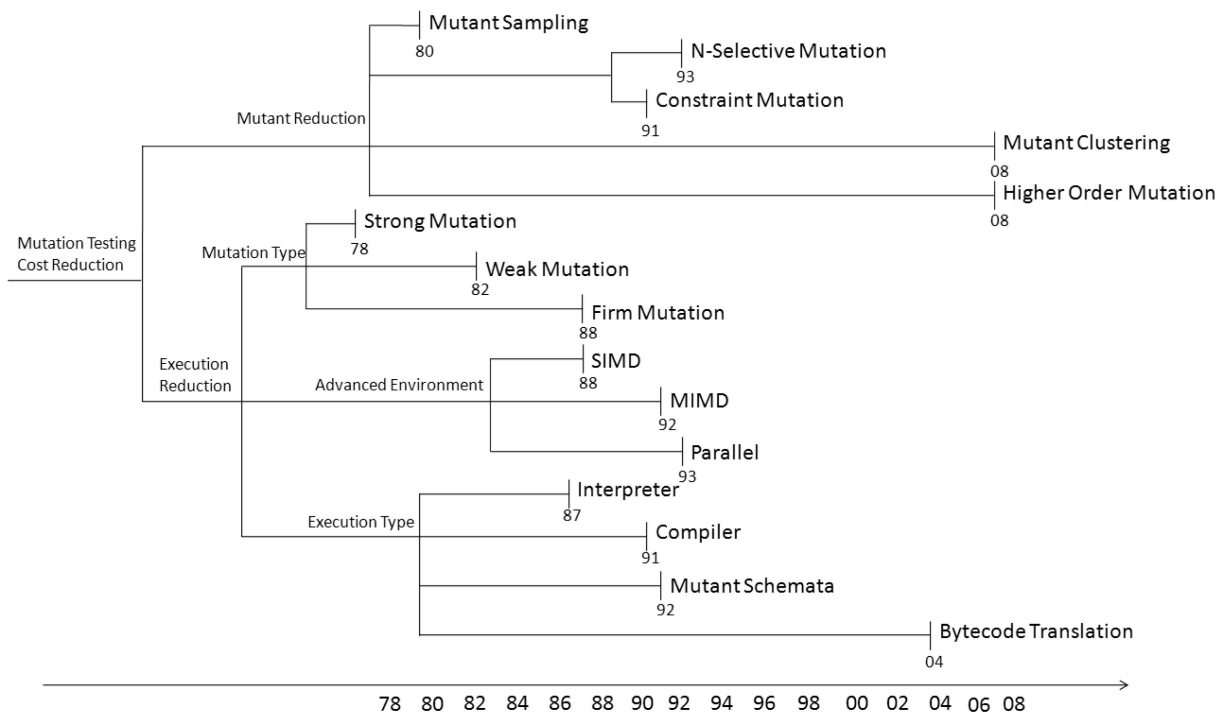 Mutant Sampling
80
N-Selective Mutation
93
Constraint Mutation
91
Mutant Reduction
Mutant Clustering
08
Higher Order Mutation
08
Strong Mutation
78
Mutation Testing
Cost Reduction
Mutation Type
Weak Mutation
82
Firm Mutation
88
SIMD
88
Execution
Reduction
Advanced Environment
MIMD
92
Parallel
93
Interpreter
87
Execution Type
Compiler
91
Mutant Schemata
92
Bytecode Translation
04
78 80 82 84 86 88 90 92 94 96 98 00 02 04 06 08